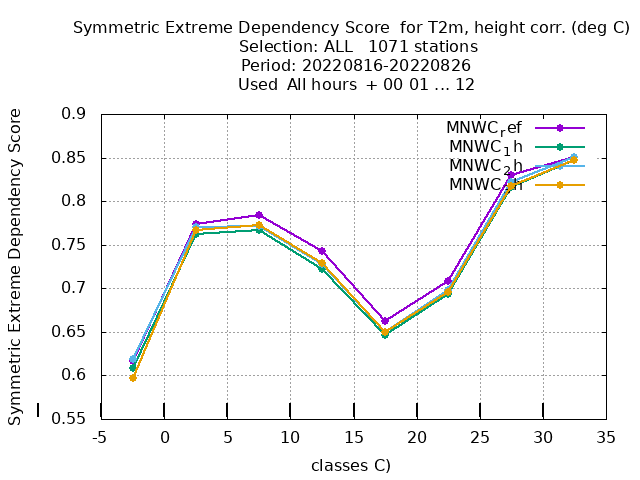 Symmetric Extreme Dependency Score for T2m, height corr. (deg C)
Selection: ALL 1071 stations
Period: 20220816-20220826
Used All hours + 00 01 ... 12
Symmetric Extreme Dependency Score
0.9
0.85
0.8
0.75
0.7
0.65
0.6
0.55
MNWC_ref
MNWC_1h
MNWC_2h
MNWC
-5
0
5
10
15
20
25
30
35
classes C)